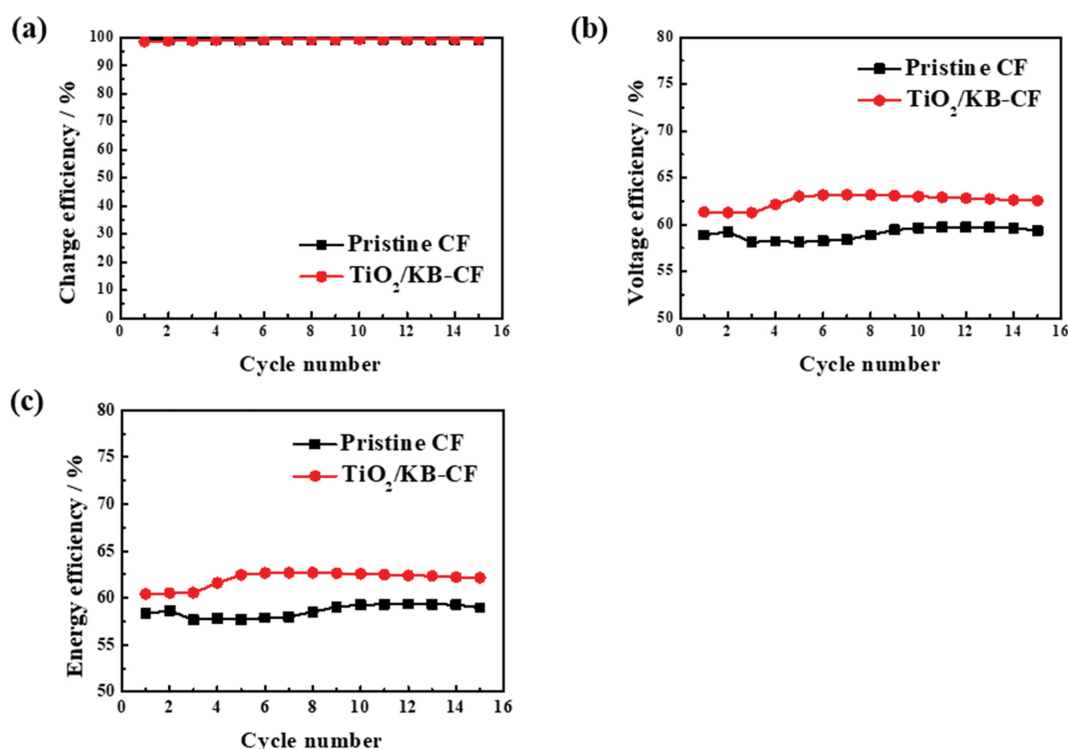 (a)
100
90
80
70
60
50
40
30
20
10
0
Charge efficiency / %
Pristine CF
TiO2/KB-CF
0 2 4 6 8 10 12 14 16
Cycle number
(b)
80
75
70
65
60
55
50
Voltage efficiency / %
Pristine CF
TiO2/KB-CF
0 2 4 6 8 10 12 14 16
Cycle number
(c)
80
75
70
65
60
55
50
Energy efficiency / %
Pristine CF
TiO2/KB-CF
0 2 4 6 8 10 12 14 16
Cycle number